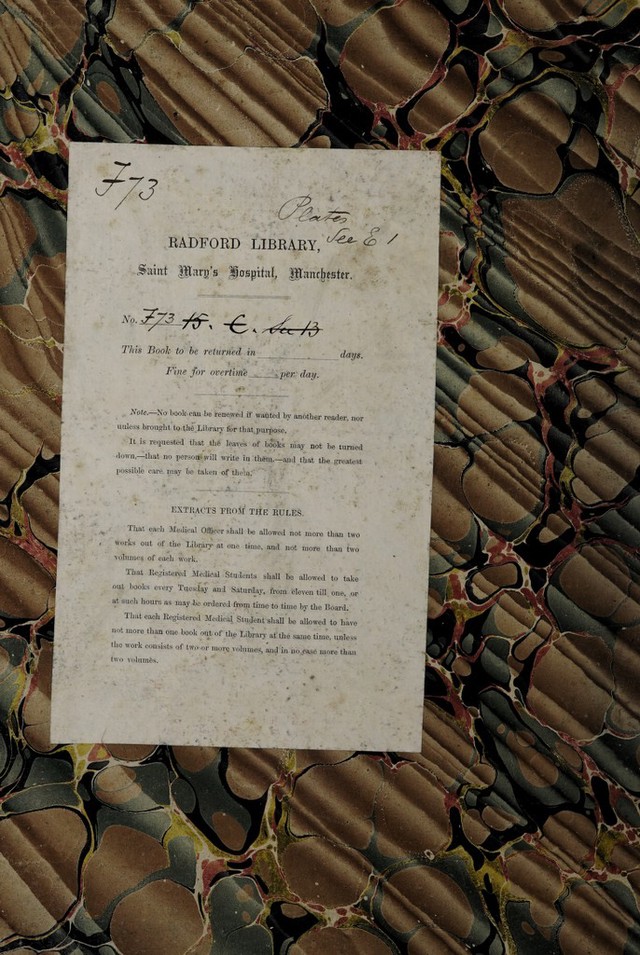 F73
Plates
See E 1
RADFORD LIBRARY,
Saint Mary's Hospital, Manchester.
No. F73 15. E.
This Book to be returned in days.
Fine for overtime per day.
Note.—No book can be renewed if wanted by another reader, nor
unless brought to the Library for that purpose.
It is requested that the leaves of books may not be turned
down,—that no person will write in them—and that the greatest
possible care may be taken of them.
EXTRACTS FROM THE RULES.
That each Medical Officer shall be allowed not more than two
works out of the Library at one time, and not more than two
volumes of each work.
That Registered Medical Students shall be allowed to take
out books every Tuesday and Saturday, from eleven till one, or
at such hours as may be ordered from time to time by the Board.
That each Registered Medical Student shall be allowed to have
not more than one book out of the Library at the same time, unless
the work consists of two or more volumes, and in no case more than
two volumes.